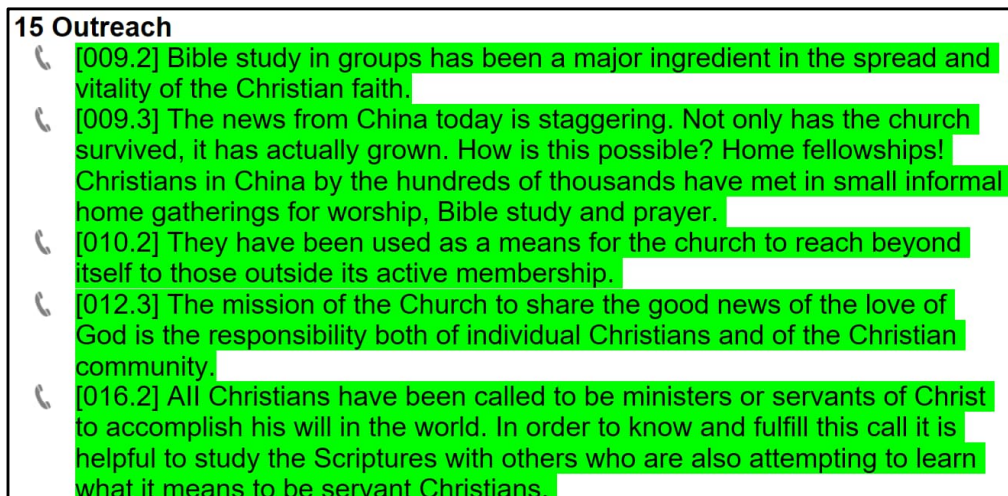 15 Outreach
[009.2] Bible study in groups has been a major ingredient in the spread and
vitality of the Christian faith.
[009.3] The news from China today is staggering. Not only has the church
survived, it has actually grown. How is this possible? Home fellowships!
Christians in China by the hundreds of thousands have met in small informal
home gatherings for worship, Bible study and prayer.
[010.2] They have been used as a means for the church to reach beyond
itself to those outside its active membership.
[012.3] The mission of the Church to share the good news of the love of
God is the responsibility both of individual Christians and of the Christian
community.
[016.2] All Christians have been called to be ministers or servants of Christ
to accomplish his will in the world. In order to know and fulfill this call it is
helpful to study the Scriptures with others who are also attempting to learn
what it means to be servant Christians.